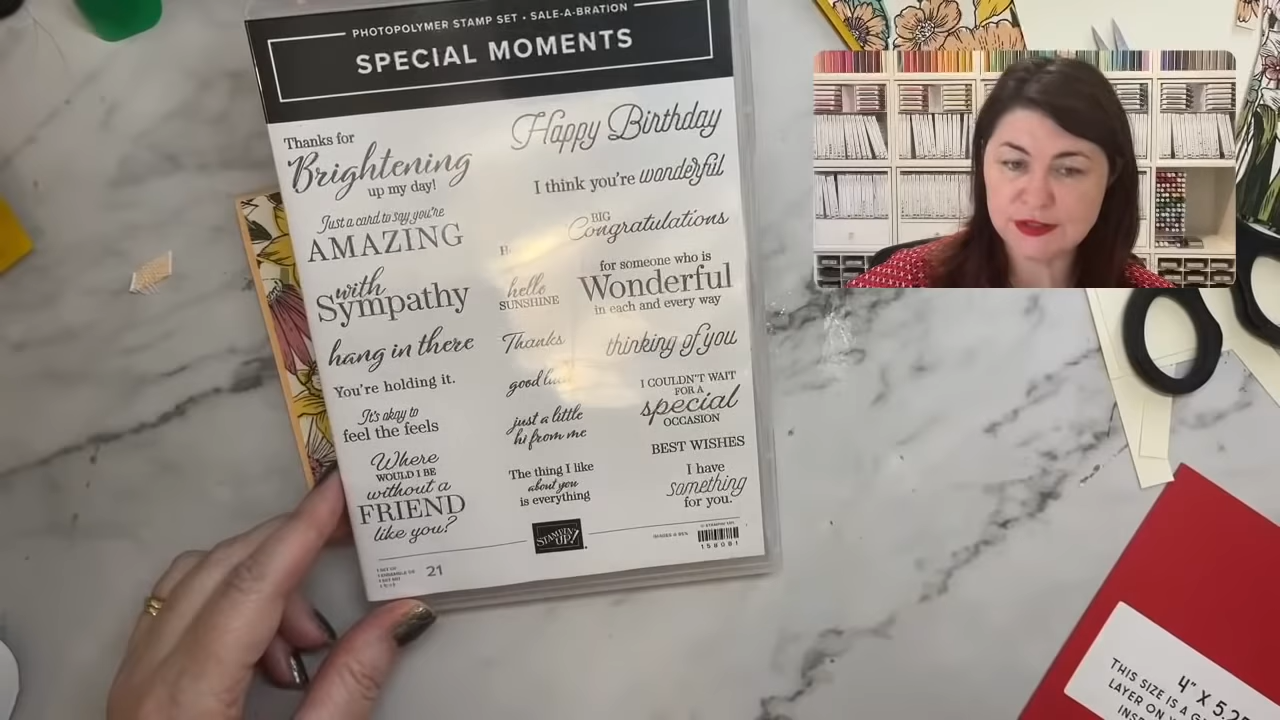 PHOTOPOLYMER STAMP SET • SALE-A-BRATION
SPECIAL MOMENTS
Thanks for
Brightening
up my day!
Just a card to say you're
AMAZING
with
Sympathy
hang in there
You're holding it.
It's okay to
feel the feels
Where
WOULD I BE
without a
FRIEND
like you?
hello
SUNSHINE
Thanks
good
just a little
hi from me
The thing I like
about you
is everything
Happy Birthday
I think you're wonderful
BIG
Congratulations
for someone who is
Wonderful
in each and every way
thinking of you
I COULDN'T WAIT
FOR A
special
OCCASION
BEST WISHES
I have
something
for you.
STAMPIN'
UP!
158081
21
4" X 5.25"
THIS SIZE IS A
LAYER ON